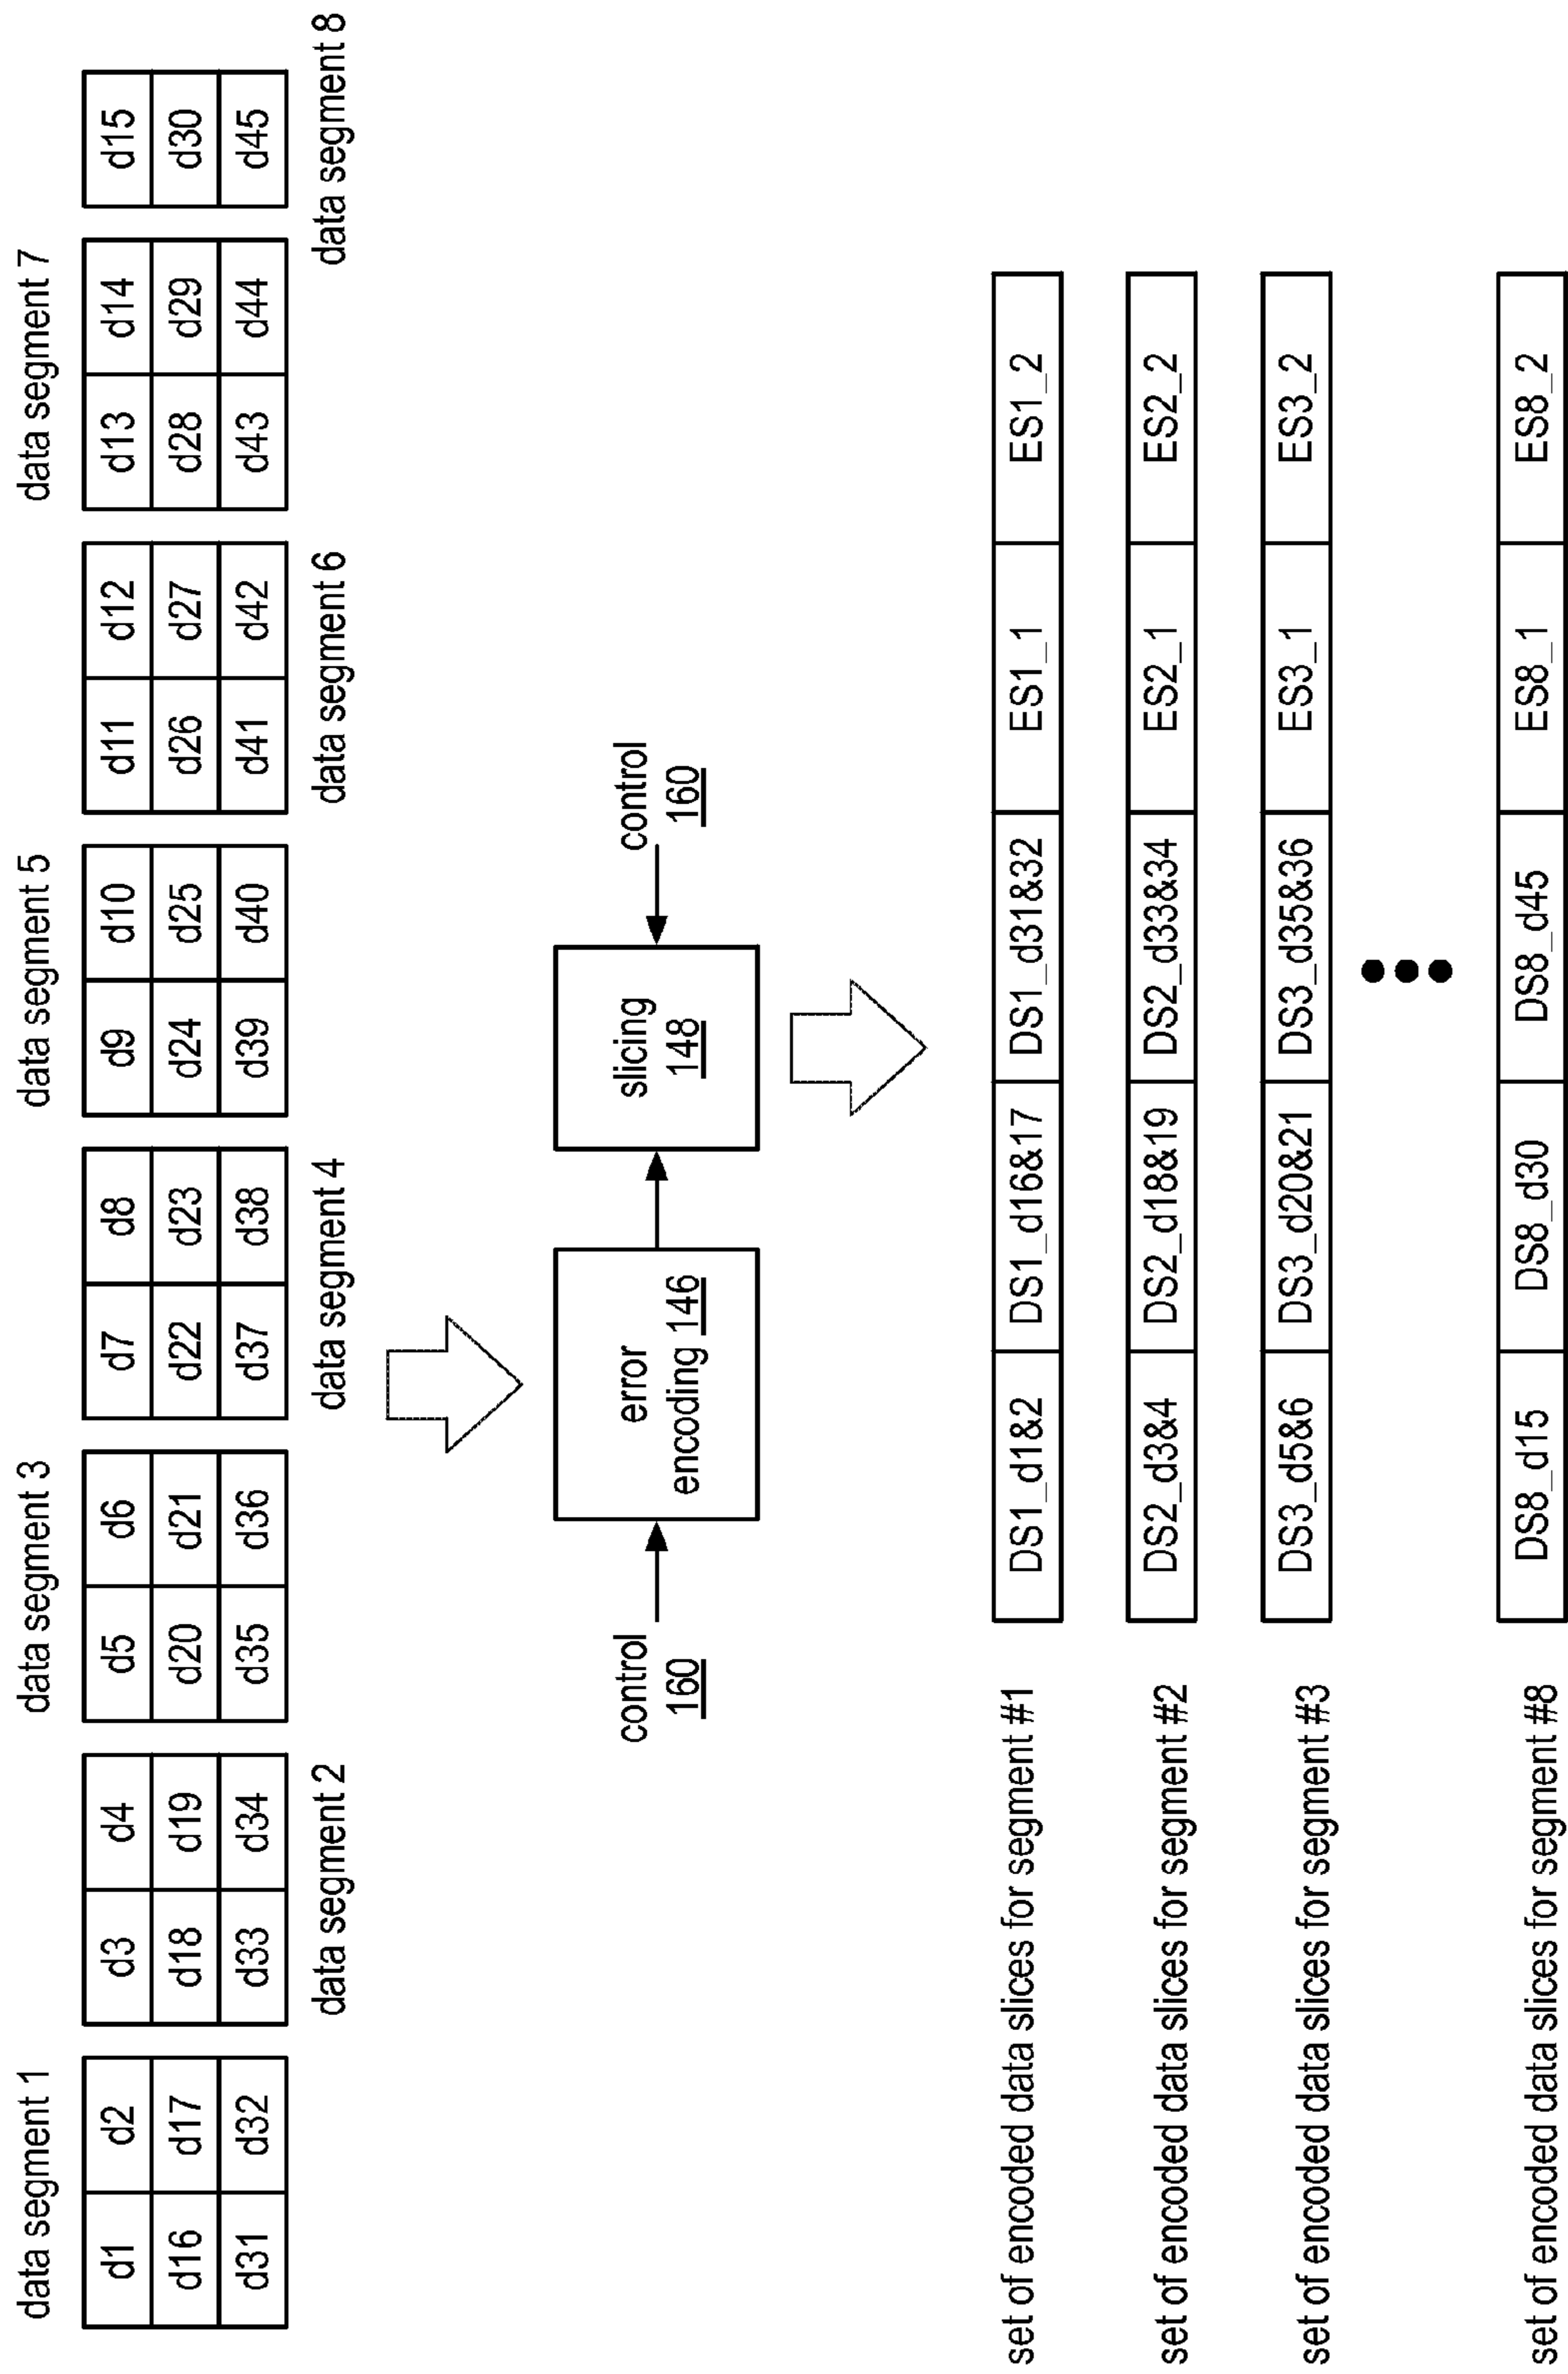 data segment 1
data segment 3
data segment 5
data segment 7
d1 d2 d3 d4 d5 d6 d7 d8 d9 d10 d11 d12 d13 d14 d15
d16 d17 d18 d19 d20 d21 d22 d23 d24 d25 d26 d27 d28 d29 d30
d31 d32 d33 d34 d35 d36 d37 d38 d39 d40 d41 d42 d43 d44 d45
data segment 2
data segment 4
data segment 6
data segment 8
control
160
error
encoding 146
slicing
148
control
160
set of encoded data slices for segment #1
DS1_d1&2 DS1_d16&17 DS1_d31&32 ES1_1 ES1_2
set of encoded data slices for segment #2
DS2_d3&4 DS2_d18&19 DS2_d33&34 ES2_1 ES2_2
set of encoded data slices for segment #3
DS3_d5&6 DS3_d20&21 DS3_d35&36 ES3_1 ES3_2
set of encoded data slices for segment #8
DS8_d15 DS8_d30 DS8_d45 ES8_1 ES8_2